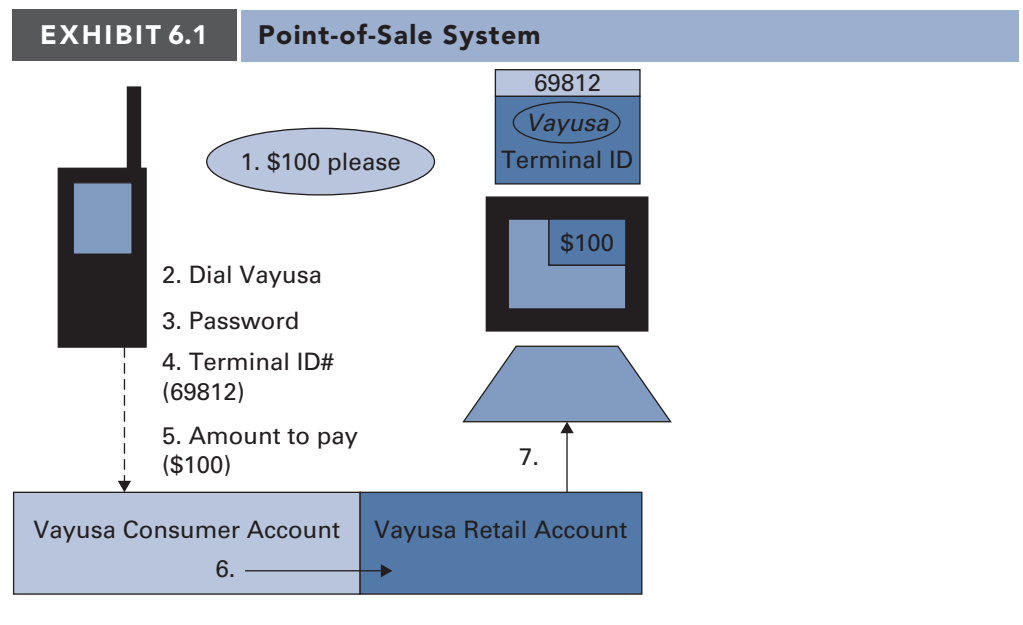 EXHIBIT 6.1 Point-of-Sale System
69812
Vayusa
Terminal ID
1. $100 please
$100
2. Dial Vayusa
3. Password
4. Terminal ID#
(69812)
5. Amount to pay
($100)
7.
Vayusa Consumer Account
Vayusa Retail Account
6.